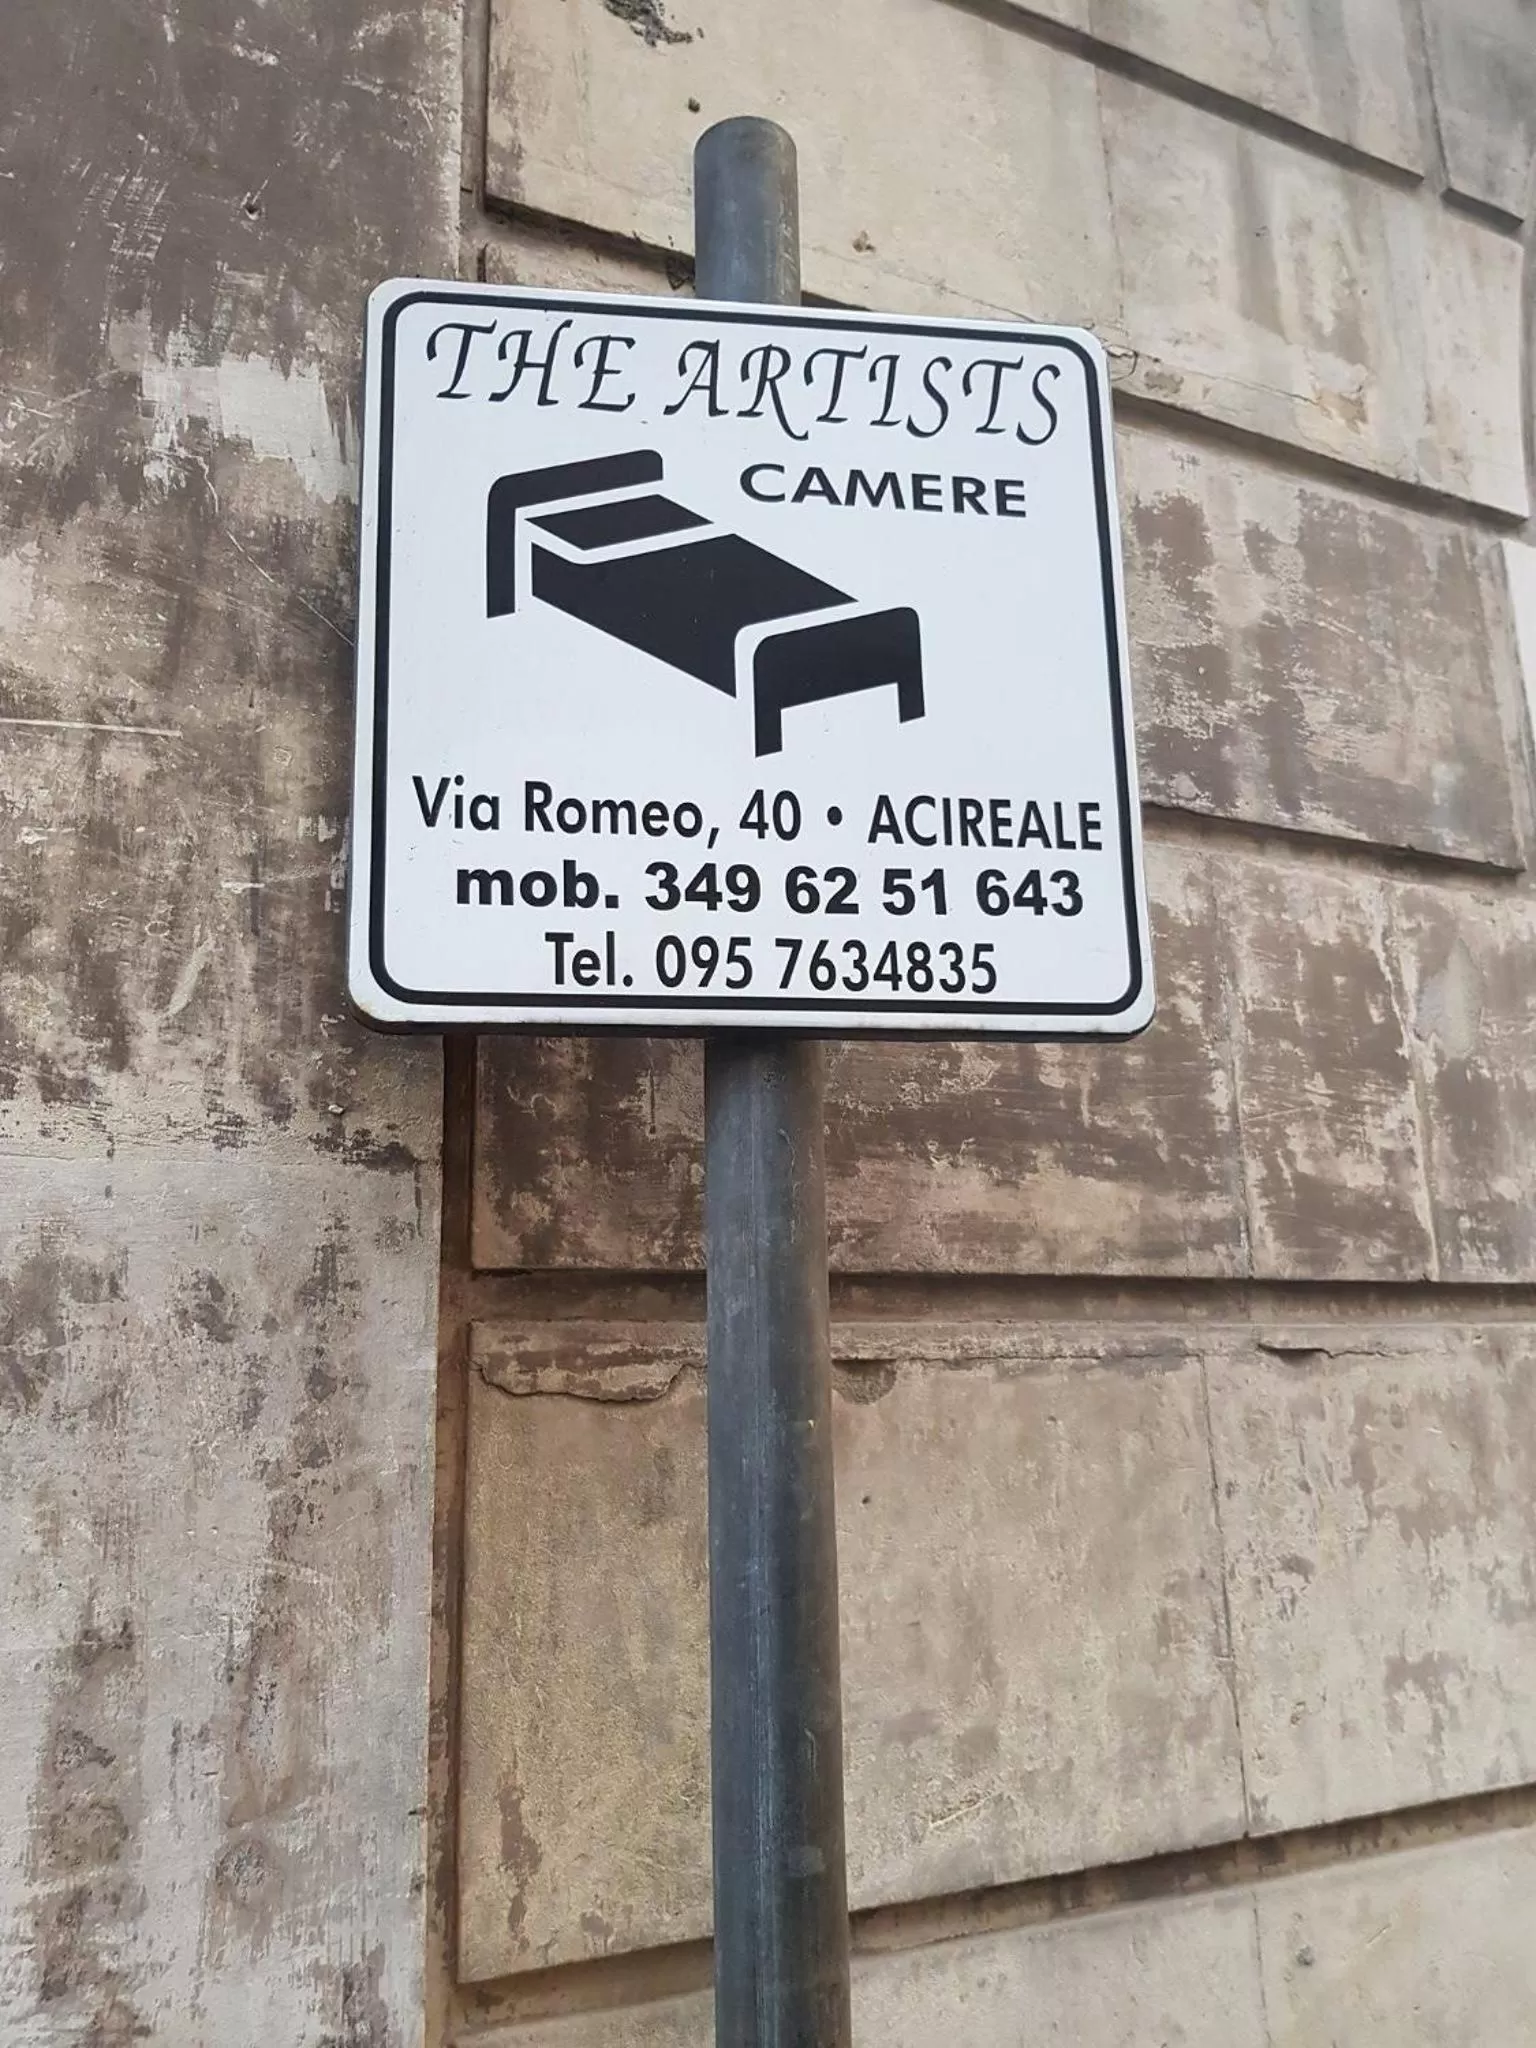 THE ARTISTS
CAMERE
Via Romeo, 40 • ACIREALE
mob. 349 62 51 643
Tel. 095 7634835